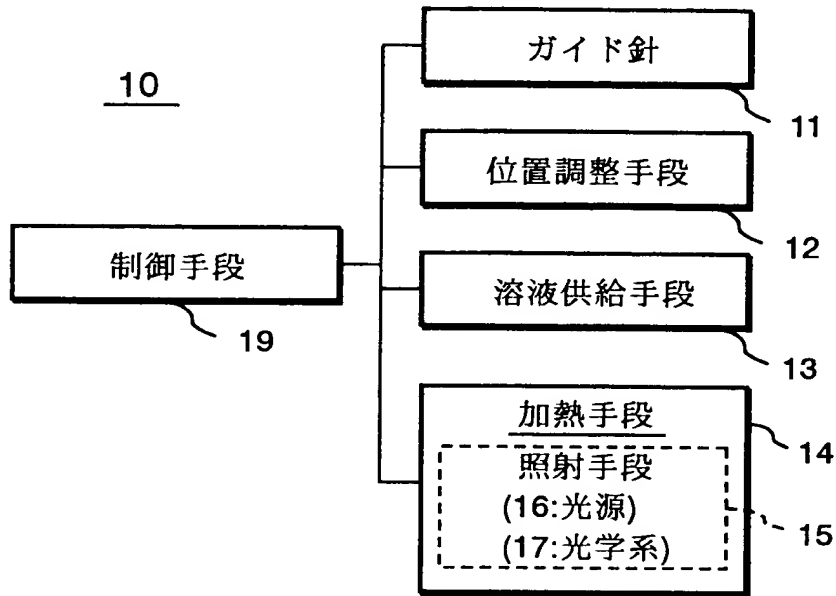 10
ガイド針
11
位置調整手段
12
制御手段
19
溶液供給手段
13
加熱手段
14
照射手段
(16:光源)
(17:光学系)
15